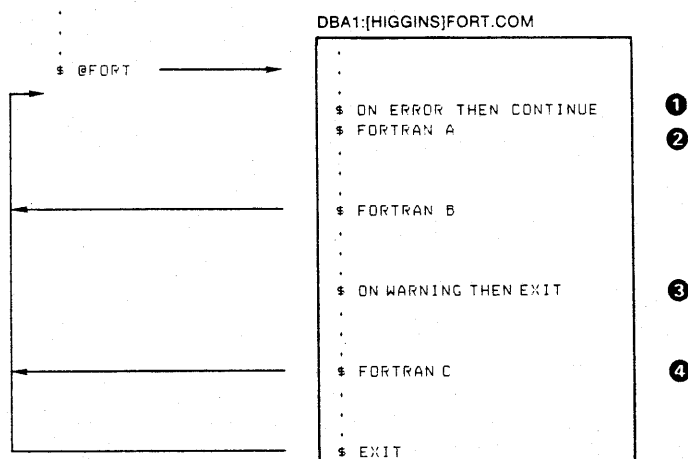 DBA1:[HIGGINS]FORT.COM
$ @FORT
$ ON ERROR THEN CONTINUE 1
$ FORTRAN A 2
$ FORTRAN B
$ ON WARNING THEN EXIT 3
$ FORTRAN C 4
$ EXIT